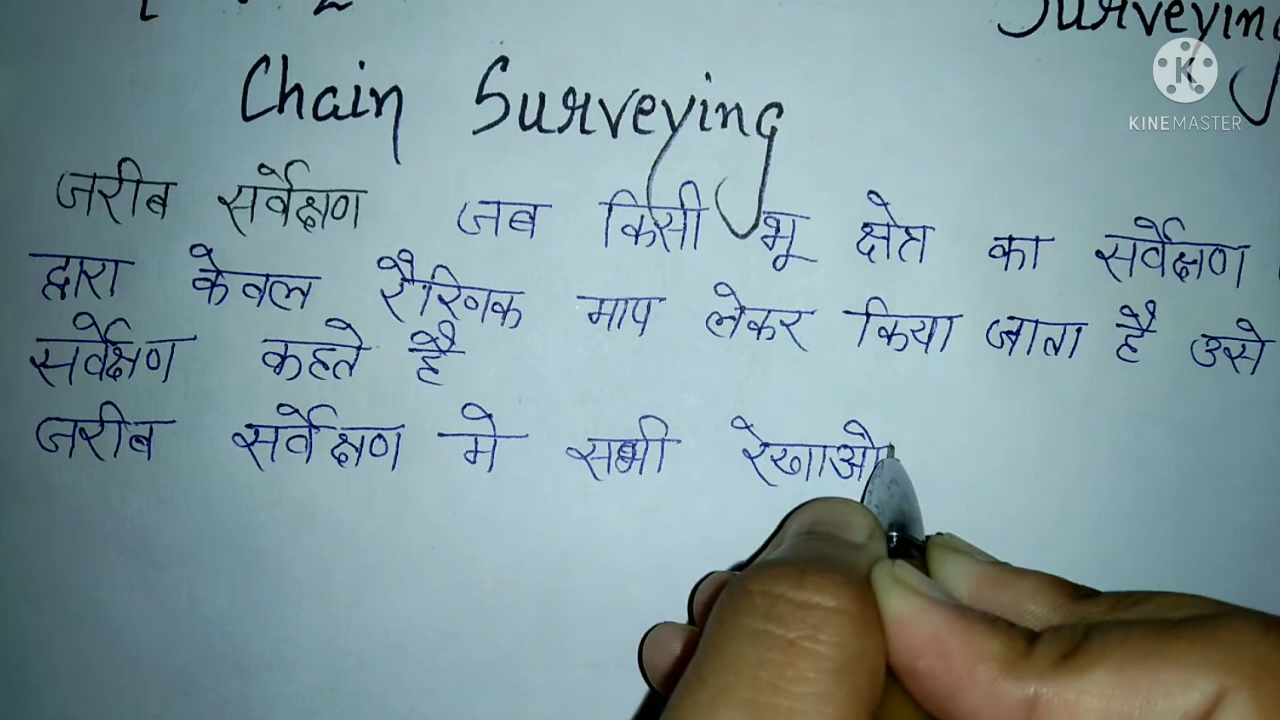 Surveying
Chain Surveying
जरीब सर्वेक्षण जब किसी भू क्षेत्र का सर्वेक्षण
द्वारा केवल रैखिक माप लेकर किया जाता है उसे
सर्वेक्षण कहते है
जरीब सर्वेक्षण मे सभी रेखाओ
KINEMASTER